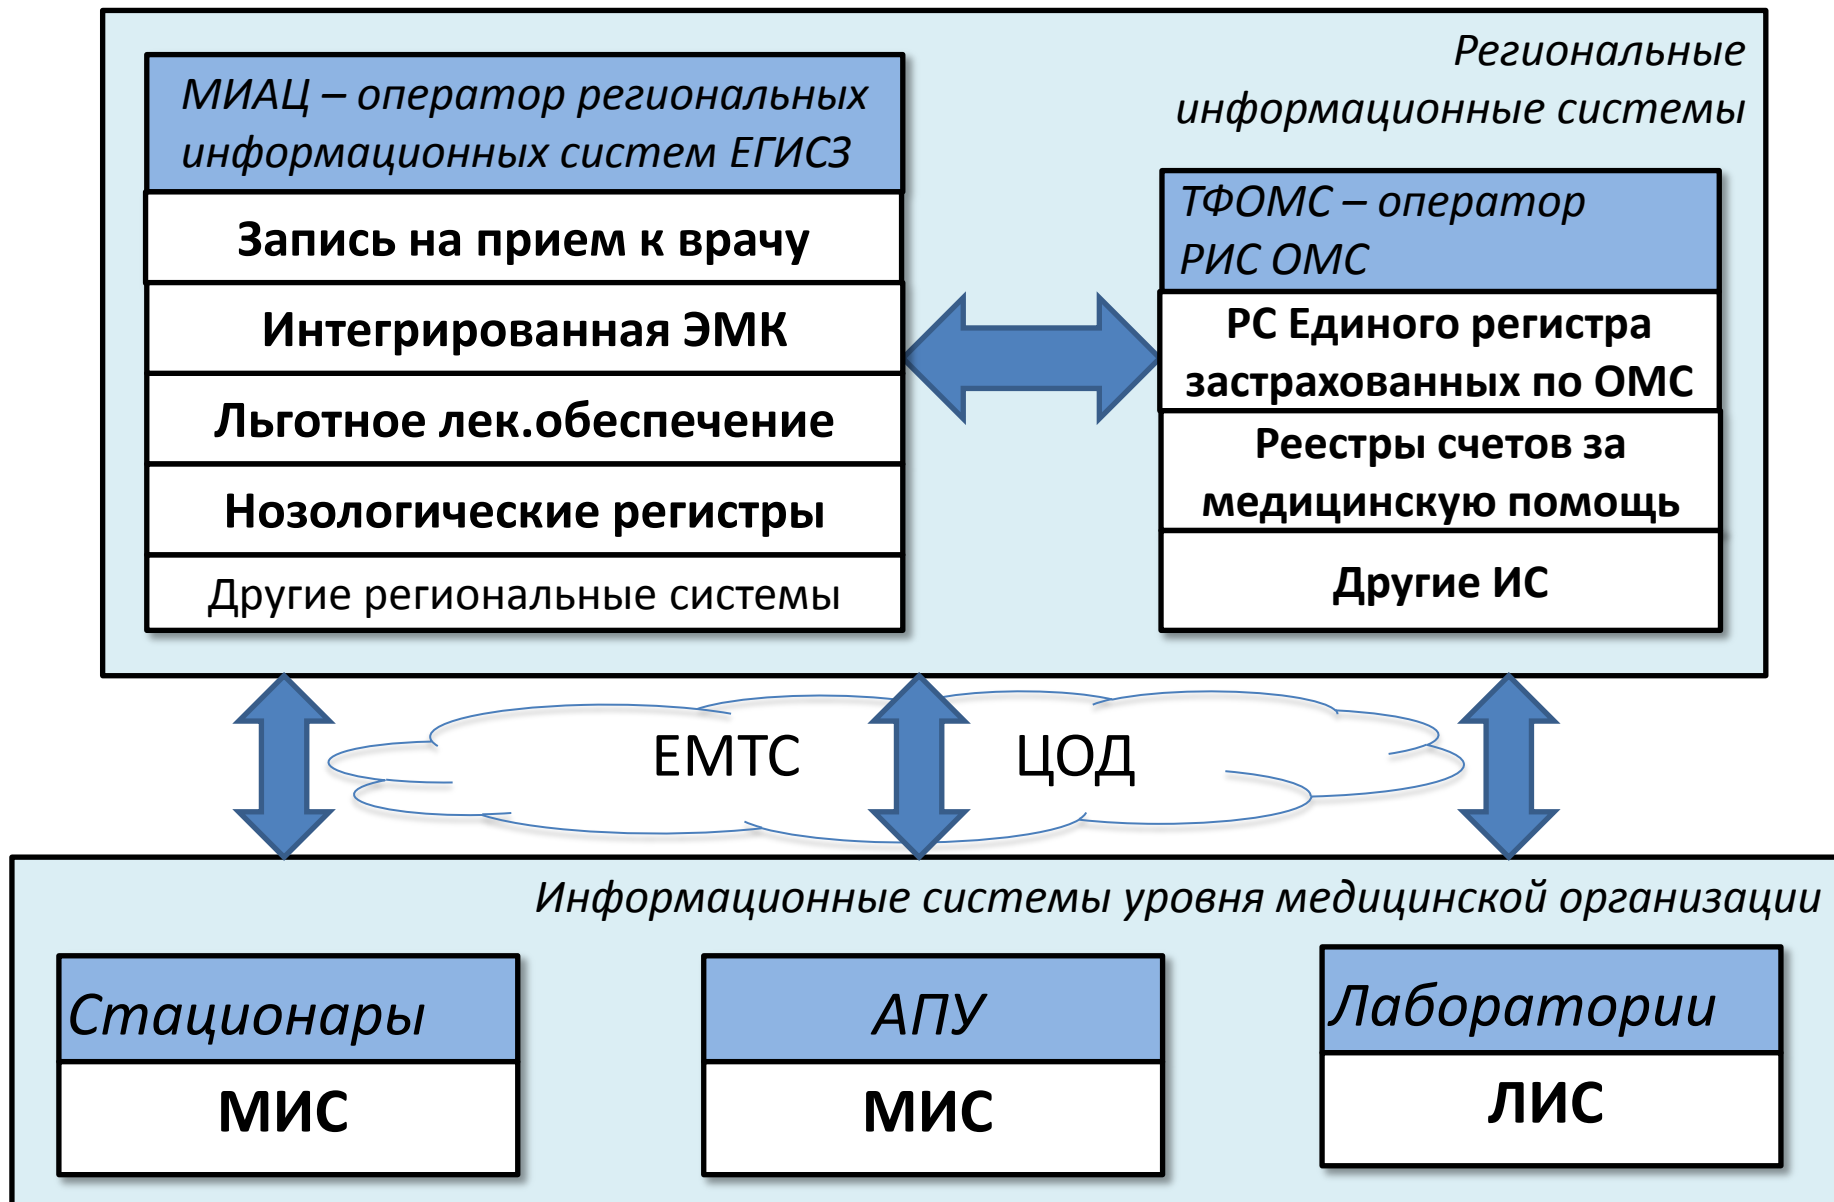 Региональные
информационные системы
МИАЦ – оператор региональных
информационных систем ЕГИСЗ
Запись на прием к врачу
Интегрированная ЭМК
Льготное лек.обеспечение
Нозологические регистры
Другие региональные системы
ТФОМС – оператор
РИС ОМС
РС Единого регистра
застрахованных по ОМС
Реестры счетов за
медицинскую помощь
Другие ИС
ЕМТС
ЦОД
Информационные системы уровня медицинской организации
Стационары
МИС
АПУ
МИС
Лаборатории
ЛИС